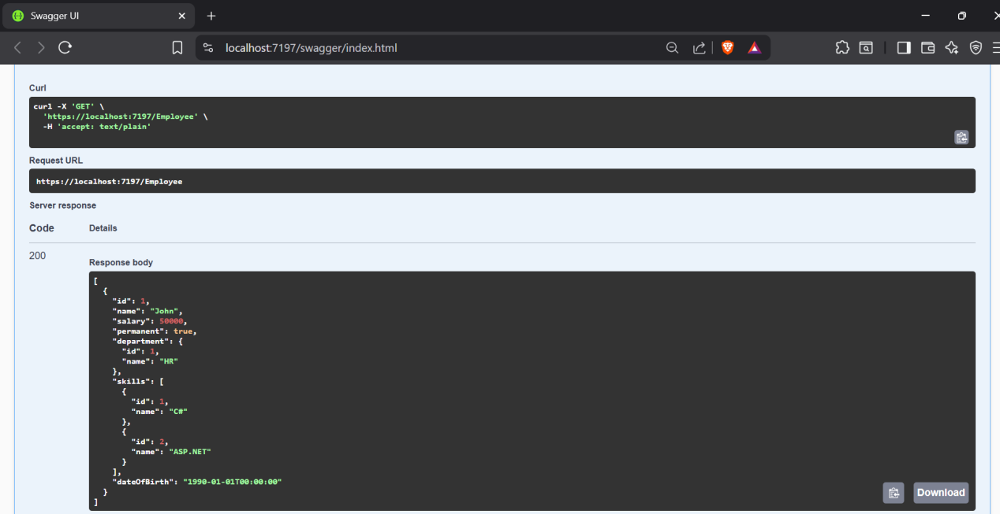 Swagger UI
localhost:7197/swagger/index.html
Curl
curl -X 'GET' \
  'https://localhost:7197/Employee' \
  -H 'accept: text/plain'
Request URL
https://localhost:7197/Employee
Server response
Code Details
200
Response body
[
  {
    "id": 1,
    "name": "John",
    "salary": 50000,
    "permanent": true,
    "department": {
      "id": 1,
      "name": "HR"
    },
    "skills": [
      {
        "id": 1,
        "name": "C#"
      },
      {
        "id": 2,
        "name": "ASP.NET"
      }
    ],
    "dateOfBirth": "1990-01-01T00:00:00"
  }
]
Download